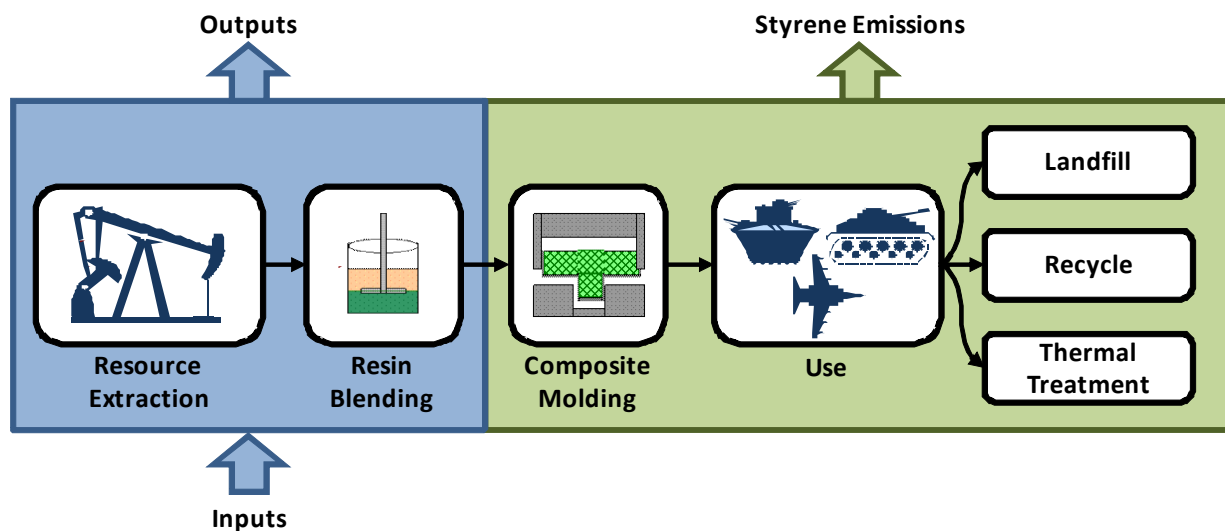 Outputs
Styrene Emissions
Resource
Extraction
Resin
Blending
Composite
Molding
Use
Landfill
Recycle
Thermal
Treatment
Inputs